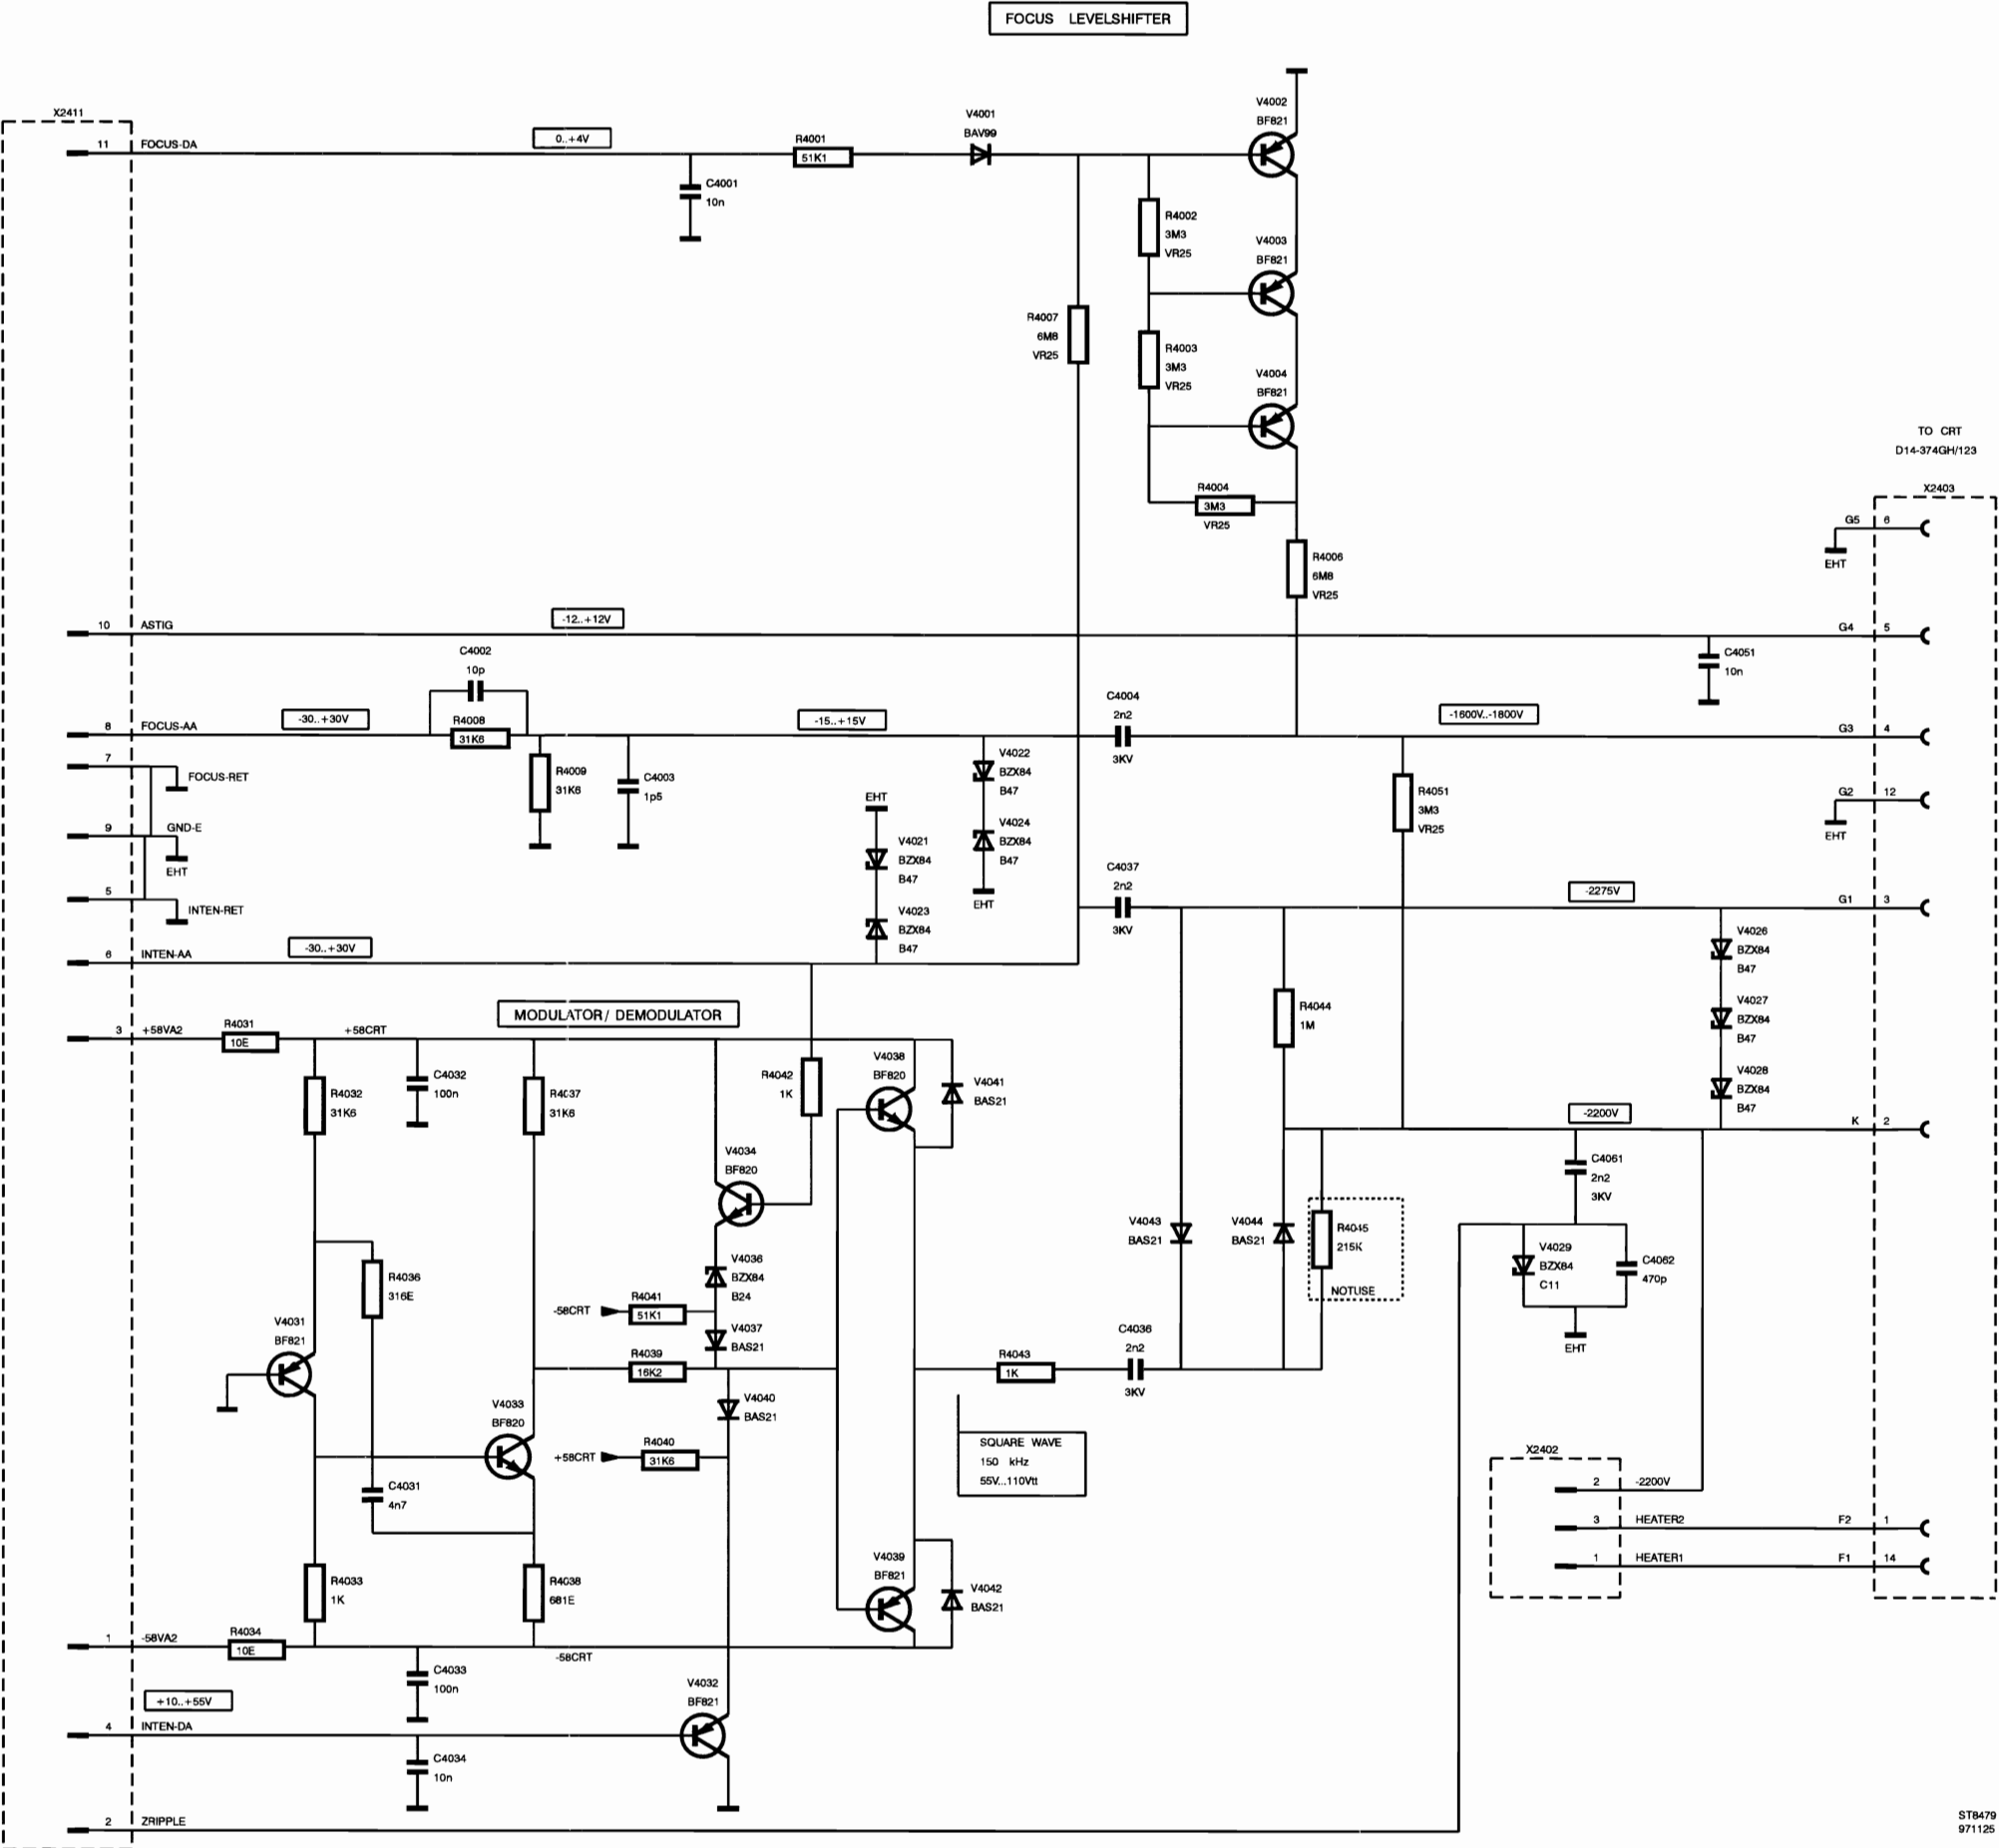 FOCUS LEVELSHIFTER
X2411
11 FOCUS-DA
0..+4V
C4001
10n
R4001
51K1
V4001
BAV99
V4002
BF821
R4002
3M3
VR25
V4003
BF821
R4007
6M8
VR25
R4003
3M3
VR25
V4004
BF821
R4004
3M3
VR25
R4006
6M8
VR25
TO CRT
D14-374GH/123
X2403
G5 6
EHT
10 ASTIG
-12..+12V
G4 5
C4051
10n
C4002
10p
8 FOCUS-AA
-30..+30V
R4008
31K6
-15..+15V
C4004
2n2
3KV
-1600V..-1800V
G3 4
7
FOCUS-RET
R4009
31K6
C4003
1p5
V4022
BZX84
B47
V4024
BZX84
B47
EHT
R4051
3M3
VR25
G2 12
EHT
9 GND-E
EHT
EHT
V4021
BZX84
B47
V4023
BZX84
B47
5
INTEN-RET
C4037
2n2
3KV
-2275V
G1 3
6 INTEN-AA
-30..+30V
V4026
BZX84
B47
V4027
BZX84
B47
V4028
BZX84
B47
MODULATOR/ DEMODULATOR
3 +58VA2
R4031
10E
+58CRT
R4032
31K6
C4032
100n
R4037
31K6
R4042
1K
V4038
BF820
V4041
BAS21
R4044
1M
-2200V
K 2
V4034
BF820
C4061
2n2
3KV
V4043
BAS21
V4044
BAS21
R4045
215K
NOTUSE
V4029
BZX84
C11
C4062
470p
EHT
R4036
316E
V4036
BZX84
B24
-58CRT
R4041
51K1
V4037
BAS21
V4031
BF821
R4039
16K2
R4043
1K
C4036
2n2
3KV
V4040
BAS21
V4033
BF820
+58CRT
R4040
31K6
SQUARE WAVE
150 kHz
55V...110Vtt
C4031
4n7
X2402
2 -2200V
3 HEATER2
F2 1
1 HEATER1
F1 14
R4033
1K
R4038
681E
V4039
BF821
V4042
BAS21
1 -58VA2
R4034
10E
-58CRT
C4033
100n
V4032
BF821
+10..+55V
4 INTEN-DA
C4034
10n
2 ZRIPPLE
ST8479
971125